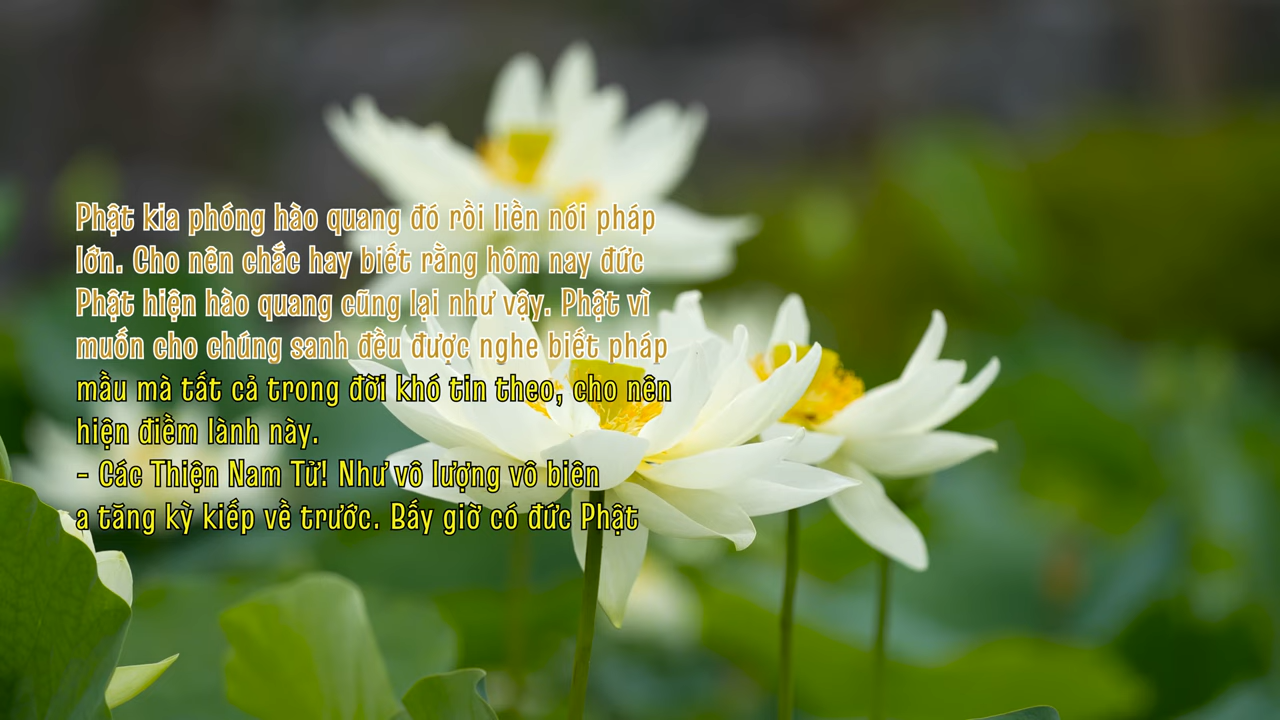 Phật kia phóng hào quang đó rồi liền nói pháp
lớn. Cho nên chắc hay biết rằng hôm nay đức
Phật hiện hào quang cũng lại như vậy. Phật vì
muốn cho chúng sanh đều được nghe biết pháp
mầu mà tất cả trong đời khó tin theo, cho nên
hiện điềm lành này.
- Các Thiện Nam Tử! Như vô lượng vô biên
a tăng kỳ kiếp về trước. Bấy giờ có đức Phật